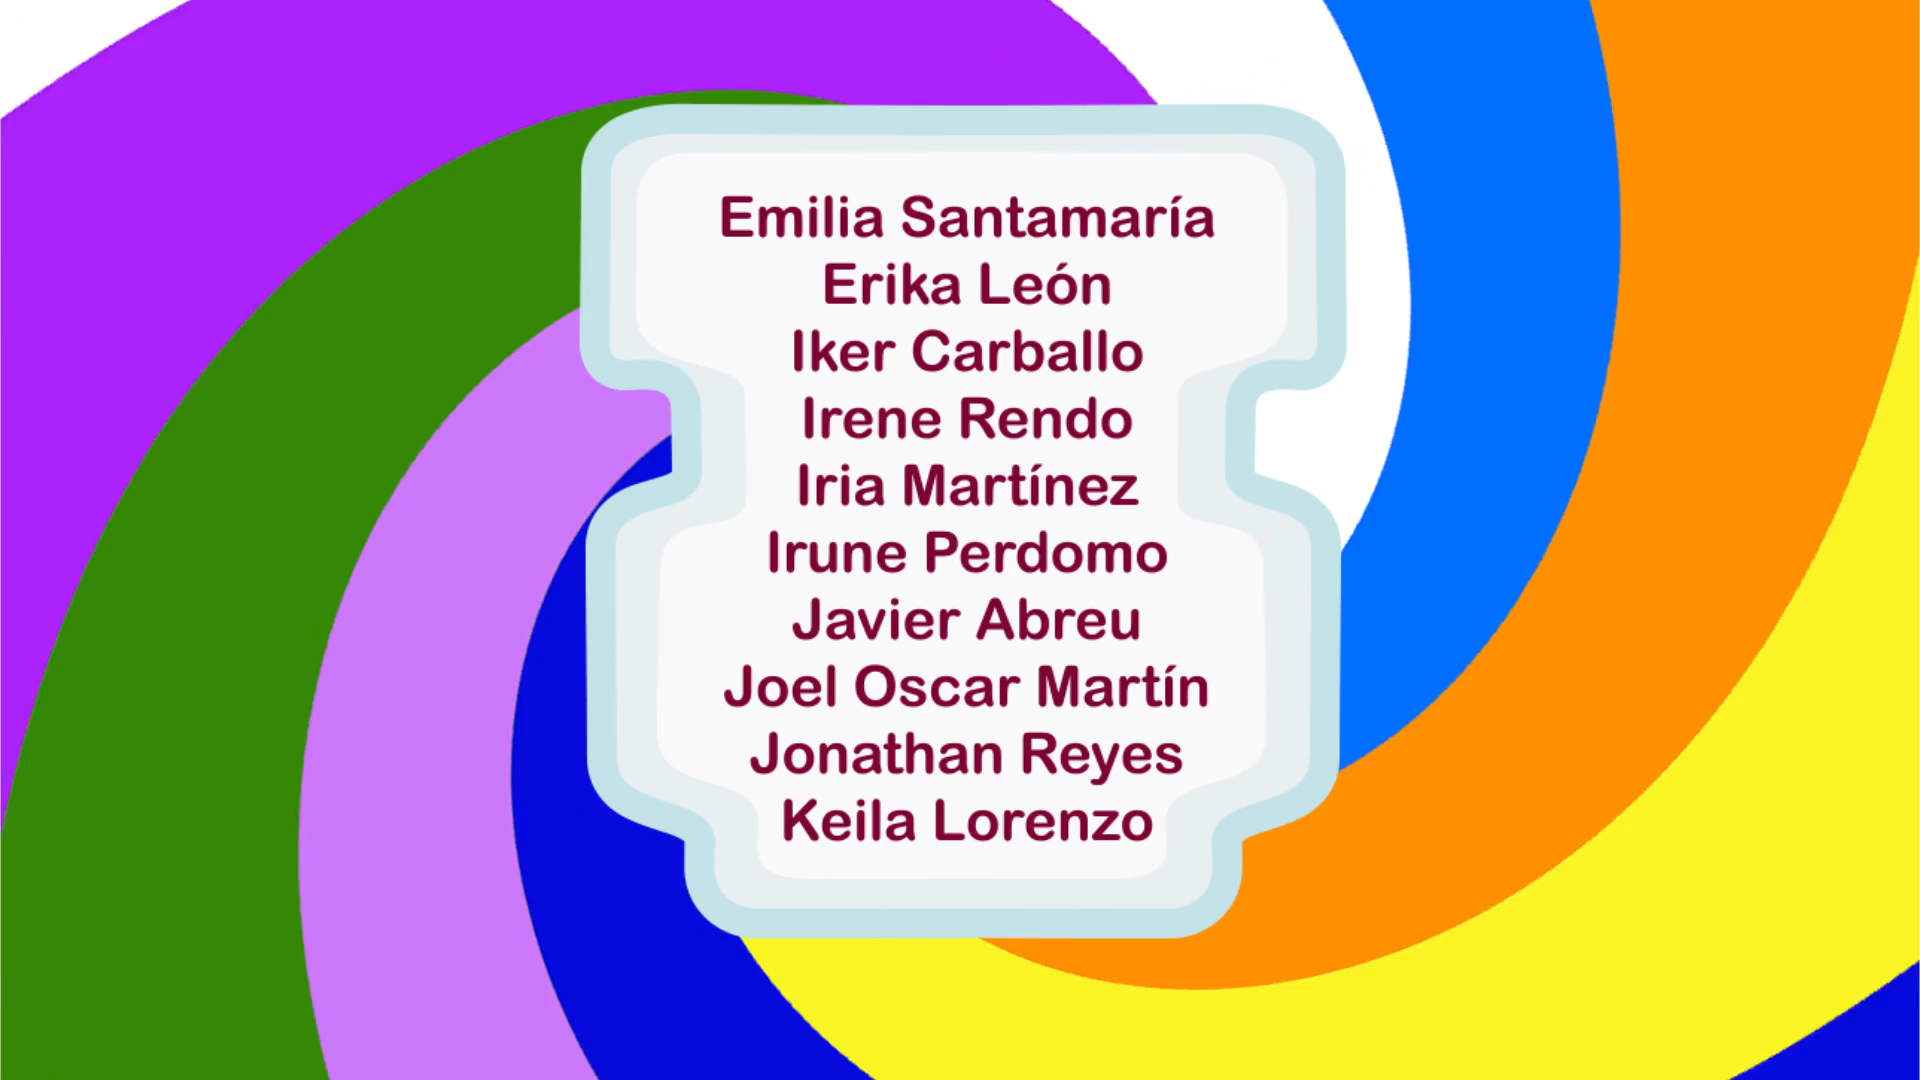 Emilia Santamaría
Erika León
Iker Carballo
Irene Rendo
Iria Martínez
Irune Perdomo
Javier Abreu
Joel Oscar Martín
Jonathan Reyes
Keila Lorenzo